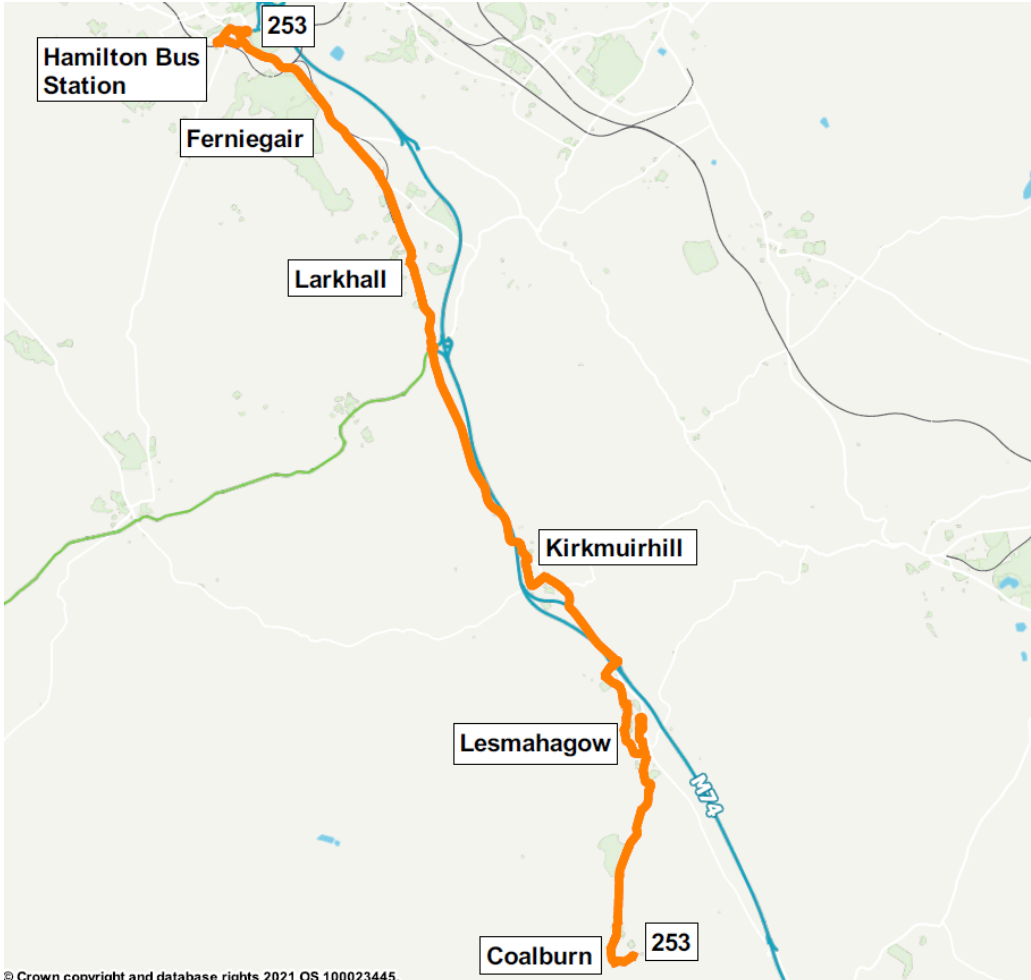 253
Hamilton Bus
Station
Ferniegair
Larkhall
Kirkmuirhill
Lesmahagow
M74
253
Coalburn
© Crown copyright and database rights 2021 OS 100023445.